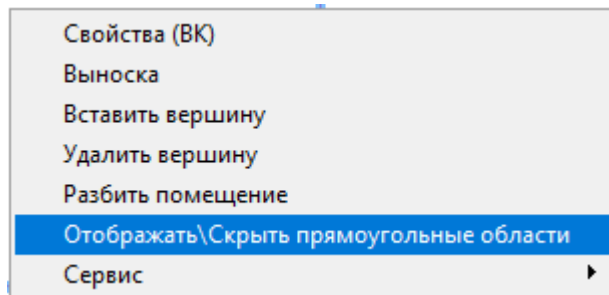 Свойства (ВК)
Выноска
Вставить вершину
Удалить вершину
Разбить помещение
Отображать\Скрыть прямоугольные области
Сервис